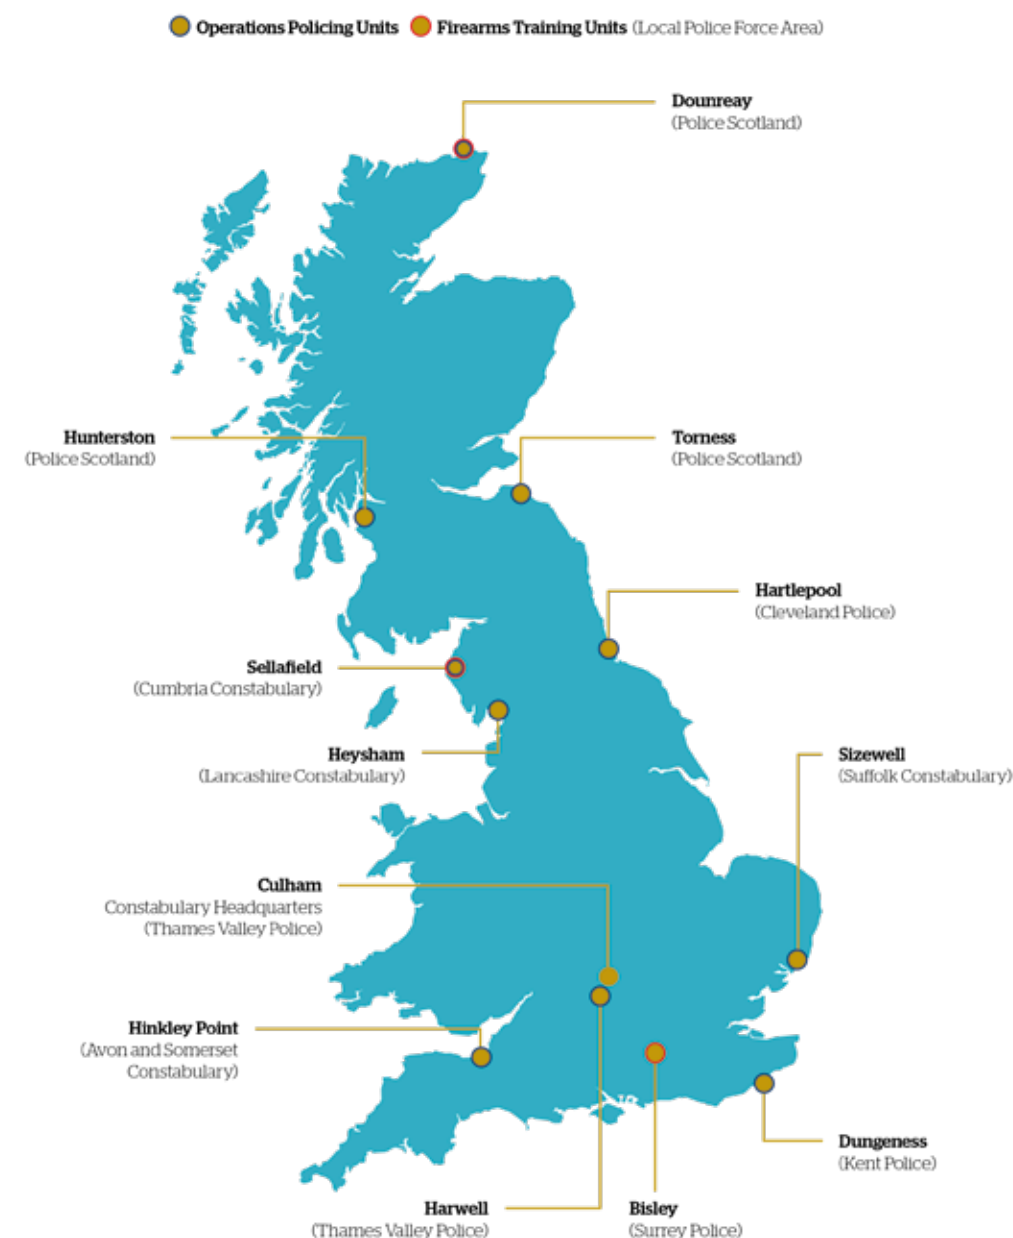 Operations Policing Units Firearms Training Units (Local Police Force Area)
Dounreay
(Police Scotland)
Hunterston
(Police Scotland)
Torness
(Police Scotland)
Hartlepool
(Cleveland Police)
Sellafield
(Cumbria Constabulary)
Heysham
(Lancashire Constabulary)
Sizewell
(Suffolk Constabulary)
Culham
Constabulary Headquarters
(Thames Valley Police)
Hinkley Point
(Avon and Somerset
Constabulary)
Dungeness
(Kent Police)
Harwell
(Thames Valley Police)
Bisley
(Surrey Police)